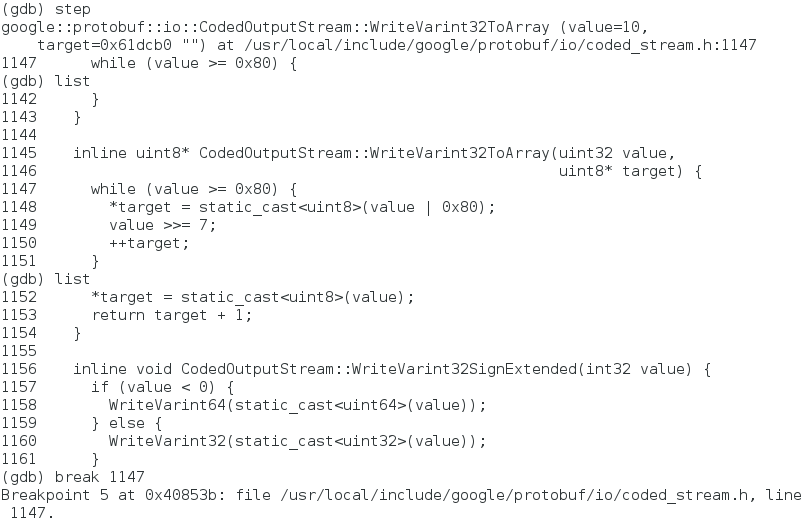 (gdb) step
google::protobuf::io::CodedOutputStream::WriteVarint32ToArray (value=10,
    target=0x61dcb0 "") at /usr/local/include/google/protobuf/io/coded_stream.h:1147
1147      while (value >= 0x80) {
(gdb) list
1142      }
1143    }
1144
1145    inline uint8* CodedOutputStream::WriteVarint32ToArray(uint32 value,
1146                                                          uint8* target) {
1147      while (value >= 0x80) {
1148        *target = static_cast<uint8>(value | 0x80);
1149        value >>= 7;
1150        ++target;
1151      }
(gdb) list
1152      *target = static_cast<uint8>(value);
1153      return target + 1;
1154    }
1155
1156    inline void CodedOutputStream::WriteVarint32SignExtended(int32 value) {
1157      if (value < 0) {
1158        WriteVarint64(static_cast<uint64>(value));
1159      } else {
1160        WriteVarint32(static_cast<uint32>(value));
1161      }
(gdb) break 1147
Breakpoint 5 at 0x40853b: file /usr/local/include/google/protobuf/io/coded_stream.h, line
 1147.